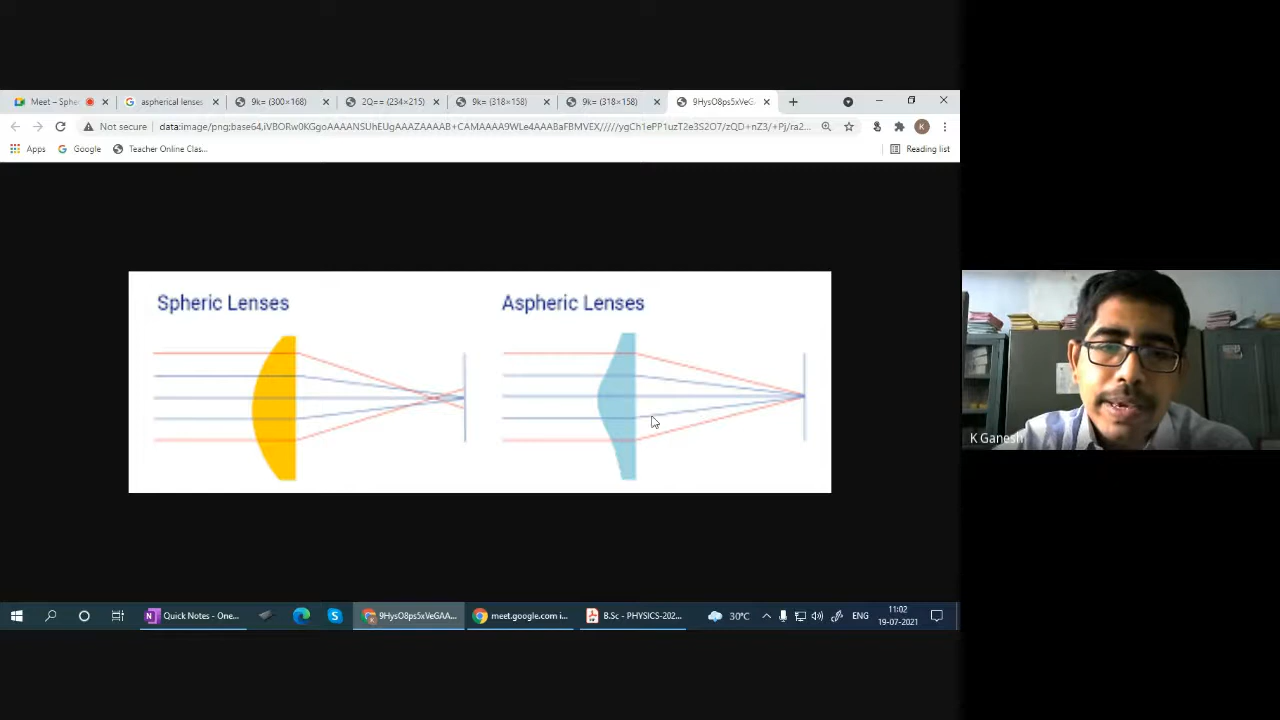 Meet – Sphe
aspherical lenses
9k= (300×168)
2Q== (234×215)
9k= (318×158)
9k= (318×158)
9HysO8ps5xVeG
Not secure
Apps
Google
Teacher Online Clas...
Reading list
Spheric Lenses
Aspheric Lenses
K Ganesh
Quick Notes - One...
9HysO8ps5xVeGAA...
meet.google.com i...
B.Sc - PHYSICS-202...
30°C
ENG
11:02
19-07-2021